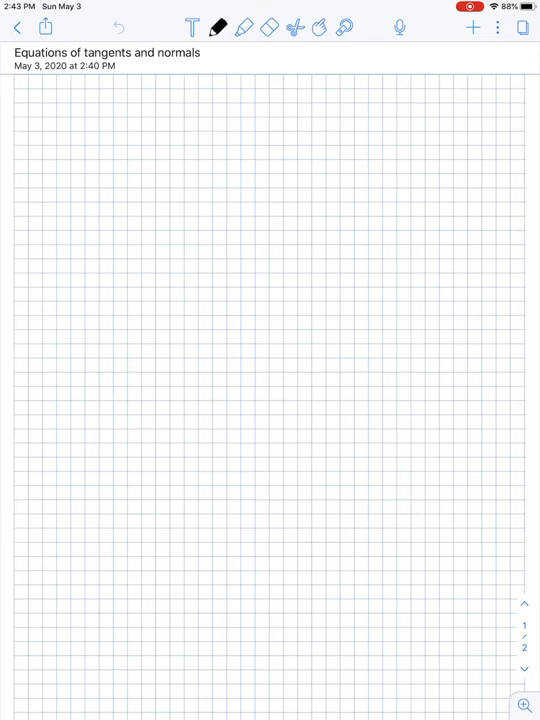 2:43 PM Sun May 3 88%
T
Equations of tangents and normals
May 3, 2020 at 2:40 PM
1
/
2